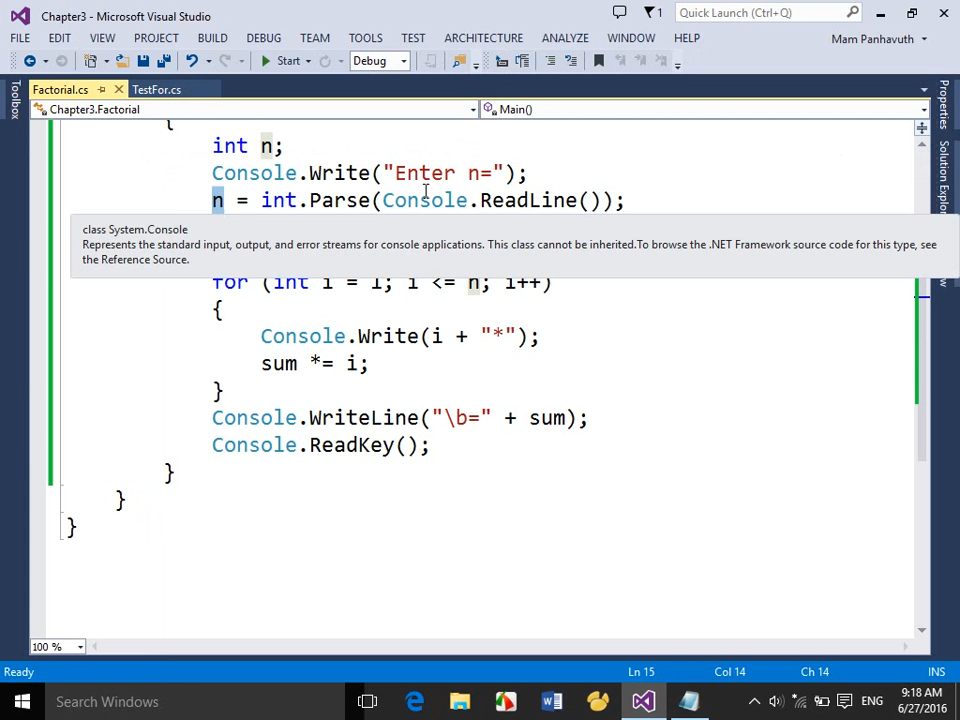 Chapter3 - Microsoft Visual Studio
1
Quick Launch (Ctrl+Q)
FILE EDIT VIEW PROJECT BUILD DEBUG TEAM TOOLS TEST ARCHITECTURE ANALYZE WINDOW HELP
Mam Panhavuth
Start
Debug
Toolbox
Factorial.cs
TestFor.cs
Chapter3.Factorial
Main()
Properties
Solution Explorer
{
int n;
Console.Write("Enter n=");
n = int.Parse(Console.ReadLine());
class System.Console
Represents the standard input, output, and error streams for console applications. This class cannot be inherited.To browse the .NET Framework source code for this type, see
the Reference Source.
for (int i = 1; i <= n; i++)
{
Console.Write(i + "*");
sum *= i;
}
Console.WriteLine("\b=" + sum);
Console.ReadKey();
}
}
}
100 %
Ready
Ln 15
Col 14
Ch 14
INS
Search Windows
ENG
9:18 AM
6/27/2016